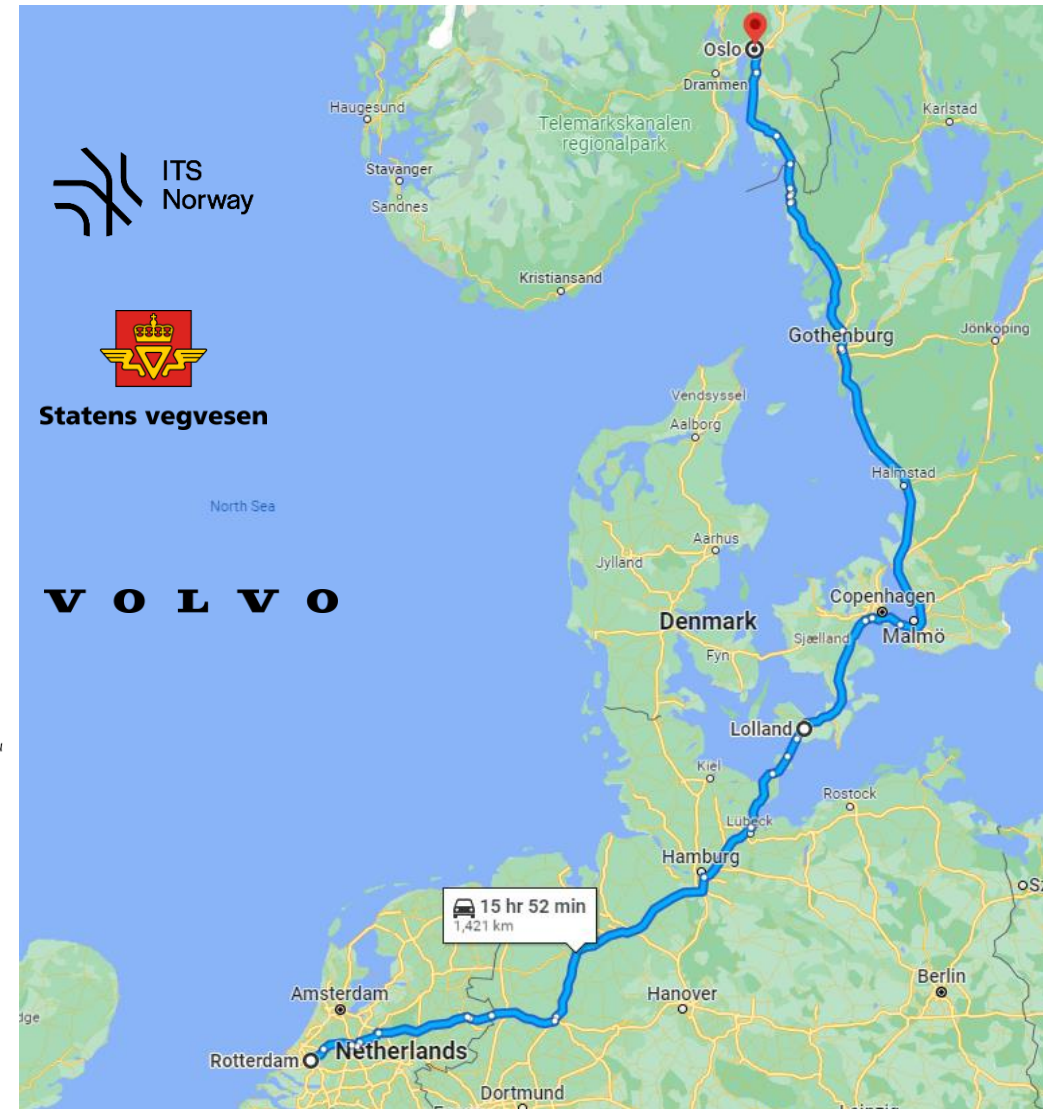 Oslo
Drammen
Haugesund
Karlstad
Telemarkskanalen
regionalpark
ITS
Norway
Stavanger
Sandnes
Kristiansand
Gothenburg
Jönköping
Statens vegvesen
Vendsyssel
Aalborg
Halmstad
North Sea
Aarhus
Jylland
VOLVO
Copenhagen
Denmark
Sjælland
Malmö
Fyn
Lolland
Kiel
Rostock
Lübeck
Hamburg
15 hr 52 min
1,421 km
Berlin
Amsterdam
Hanover
Rotterdam
Netherlands
Dortmund